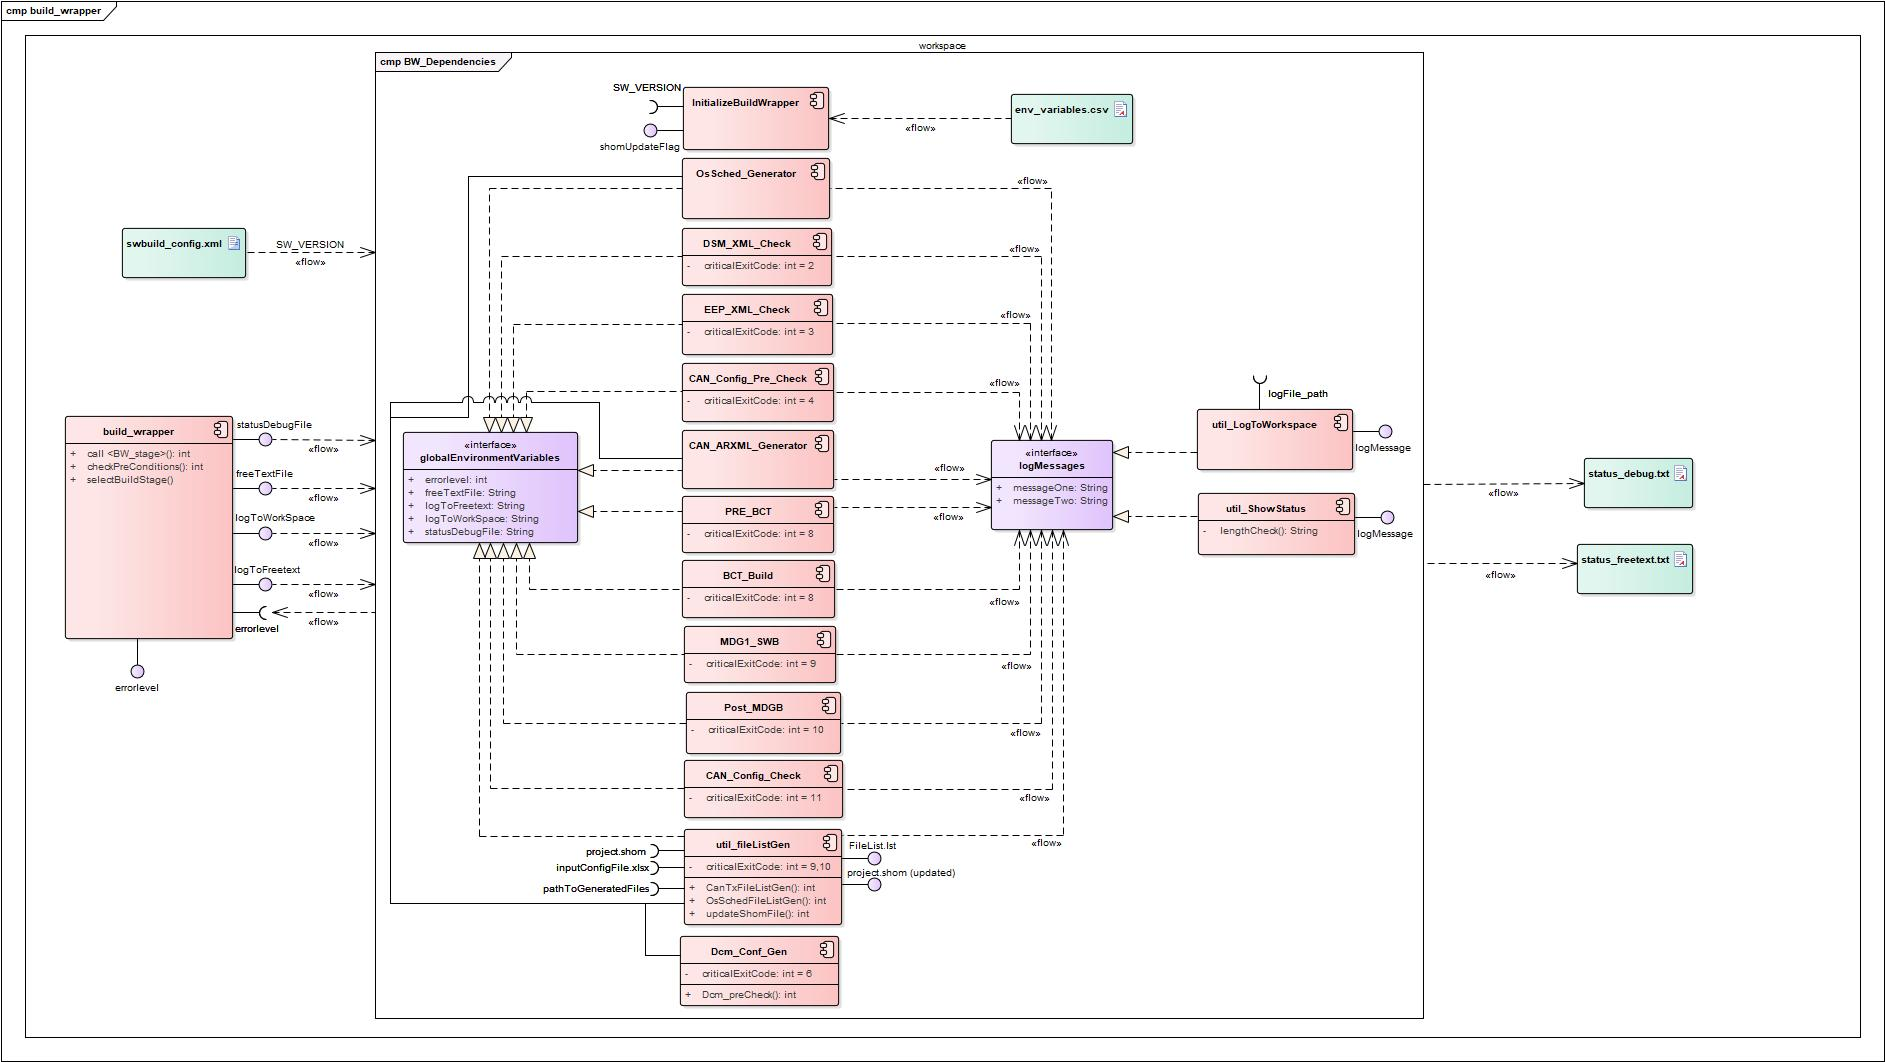 cmp build_wrapper
workspace
cmp BW_Dependencies
SW_VERSION
shomUpdateFlag
InitializeBuildWrapper
«flow»
env_variables.csv
OsSched_Generator
«flow»
swbuild_config.xml
SW_VERSION
«flow»
DSM_XML_Check
- criticalExitCode: int = 2
«flow»
EEP_XML_Check
- criticalExitCode: int = 3
«flow»
CAN_Config_Pre_Check
- criticalExitCode: int = 4
«flow»
CAN_ARXML_Generator
«flow»
PRE_BCT
- criticalExitCode: int = 8
«flow»
BCT_Build
- criticalExitCode: int = 8
«flow»
MDG1_SWB
- criticalExitCode: int = 9
«flow»
Post_MDGB
- criticalExitCode: int = 10
«flow»
CAN_Config_Check
- criticalExitCode: int = 11
«flow»
build_wrapper
+ call <BW_stage>(): int
+ checkPreConditions(): int
+ selectBuildStage()
statusDebugFile
«flow»
freeTextFile
«flow»
logToWorkSpace
«flow»
logToFreetext
«flow»
errorlevel
«flow»
errorlevel
«interface»
globalEnvironmentVariables
+ errorlevel: int
+ freeTextFile: String
+ logToFreetext: String
+ logToWorkSpace: String
+ statusDebugFile: String
«interface»
logMessages
+ messageOne: String
+ messageTwo: String
logFile_path
util_LogToWorkspace
logMessage
util_ShowStatus
- lengthCheck(): String
logMessage
«flow»
status_debug.txt
«flow»
status_freetext.txt
project.shom
inputConfigFile.xlsx
pathToGeneratedFiles
util_fileListGen
- criticalExitCode: int = 9,10
+ CanTxFileListGen(): int
+ OsSchedFileListGen(): int
+ updateShomFile(): int
«flow»
FileList.lst
project.shom (updated)
Dcm_Conf_Gen
- criticalExitCode: int = 6
+ Dcm_preCheck(): int